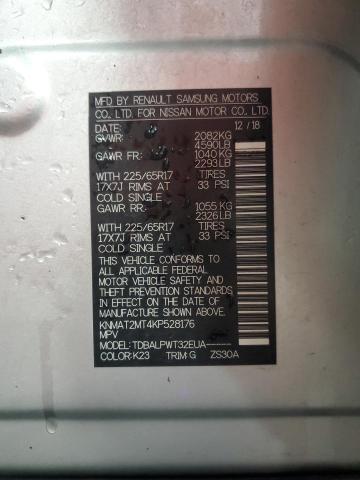 MFD BY RENAULT SAMSUNG MOTORS
CO. LTD. FOR NISSAN MOTOR CO. LTD.
DATE: 12 / 18
GVWR: 2082KG
4590LB
GAWR FR: 1040 KG
2293LB
WITH 225/65R17 TIRES
17X7J RIMS AT 33 PSI
COLD SINGLE
GAWR RR: 1055 KG
2326 LB
WITH 225/65R17 TIRES
17X7J RIMS AT 33 PSI
COLD SINGLE
THIS VEHICLE CONFORMS TO
ALL APPLICABLE FEDERAL
MOTOR VEHICLE SAFETY AND
THEFT PREVENTION STANDARDS
IN EFFECT ON THE DATE OF
MANUFACTURE SHOWN ABOVE.
KNMAT2MT4KP528176
MPV
MODEL: TDBALPWT32EUA------
COLOR: K23 TRIM: G ZS30A